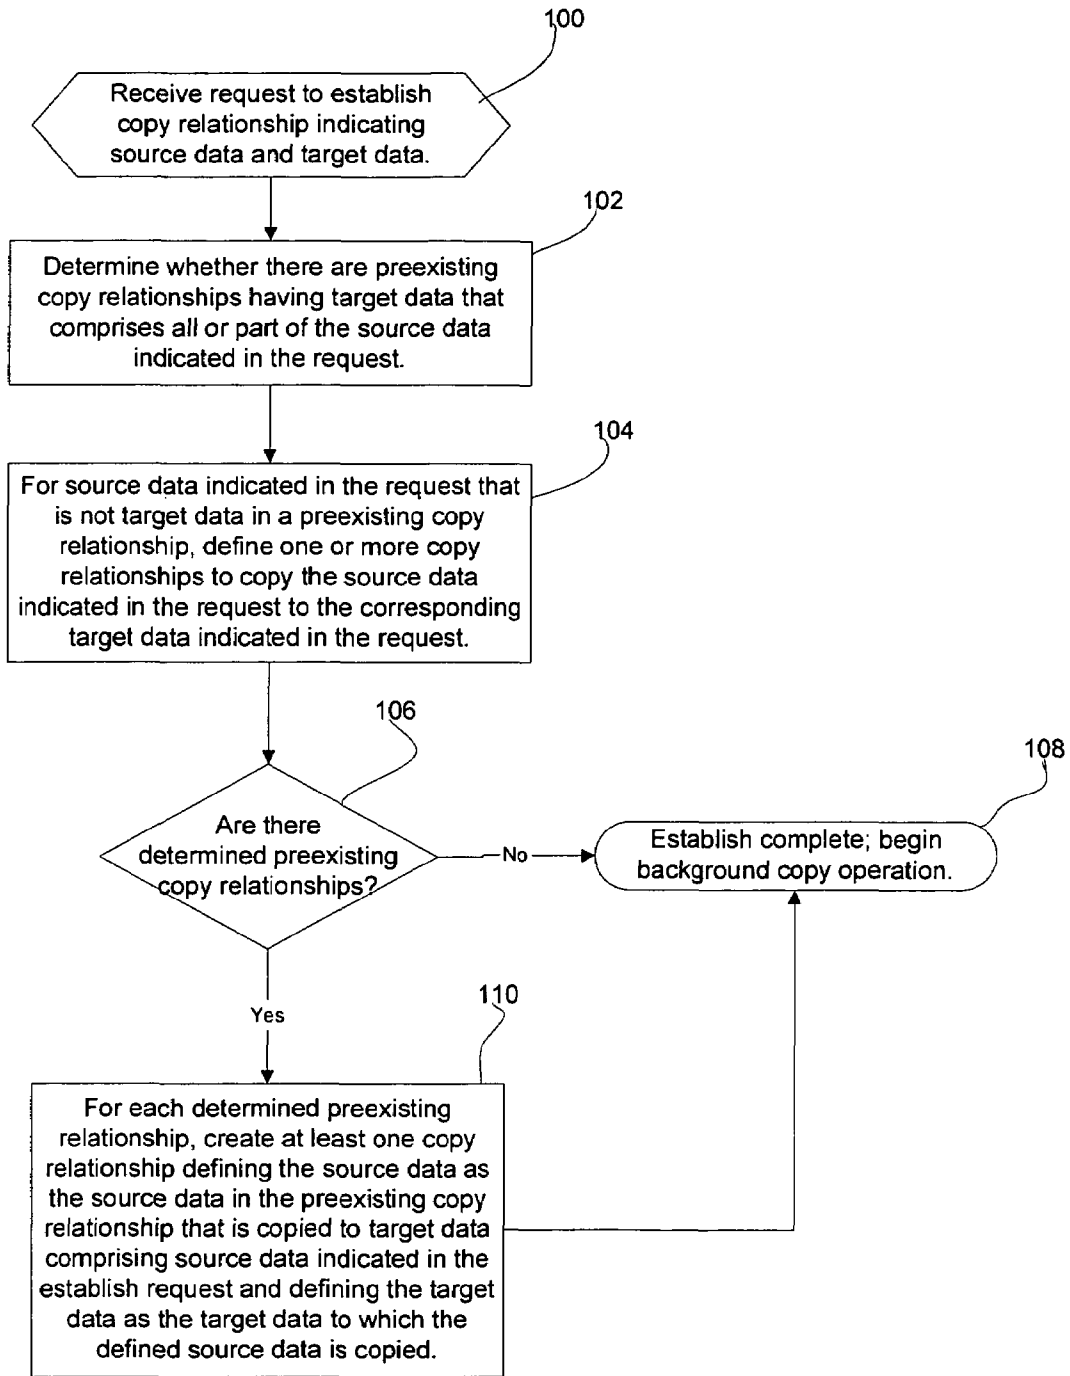 100
Receive request to establish
copy relationship indicating
source data and target data.
102
Determine whether there are preexisting
copy relationships having target data that
comprises all or part of the source data
indicated in the request.
104
For source data indicated in the request that
is not target data in a preexisting copy
relationship, define one or more copy
relationships to copy the source data
indicated in the request to the corresponding
target data indicated in the request.
106
Are there
determined preexisting
copy relationships?
No
108
Establish complete; begin
background copy operation.
Yes
110
For each determined preexisting
relationship, create at least one copy
relationship defining the source data as
the source data in the preexisting copy
relationship that is copied to target data
comprising source data indicated in the
establish request and defining the target
data as the target data to which the
defined source data is copied.